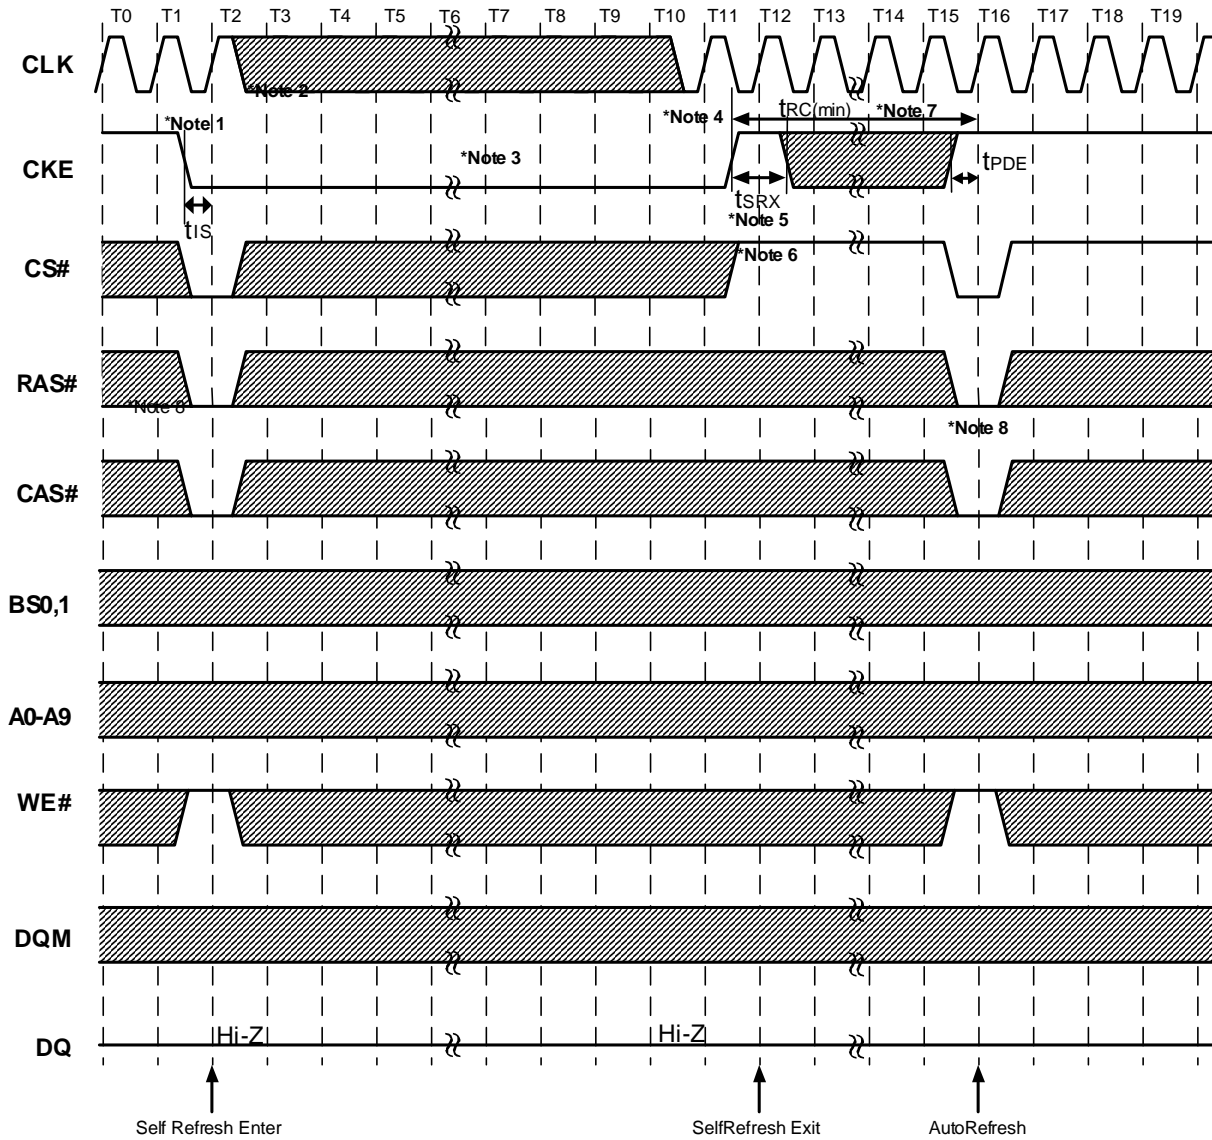 T0 T1 T2 T3 T4 T5 T6 T7 T8 T9 T10 T11 T12 T13 T14 T15 T16 T17 T18 T19
CLK
*Note 2
*Note 1
*Note 4
tRC(min)
*Note 7
CKE
*Note 3
tPDE
tIS
tSRX
*Note 5
CS#
*Note 6
RAS#
*Note 8
*Note 8
CAS#
BS0,1
A0-A9
WE#
DQM
Hi-Z
Hi-Z
DQ
Self Refresh Enter
SelfRefresh Exit
AutoRefresh